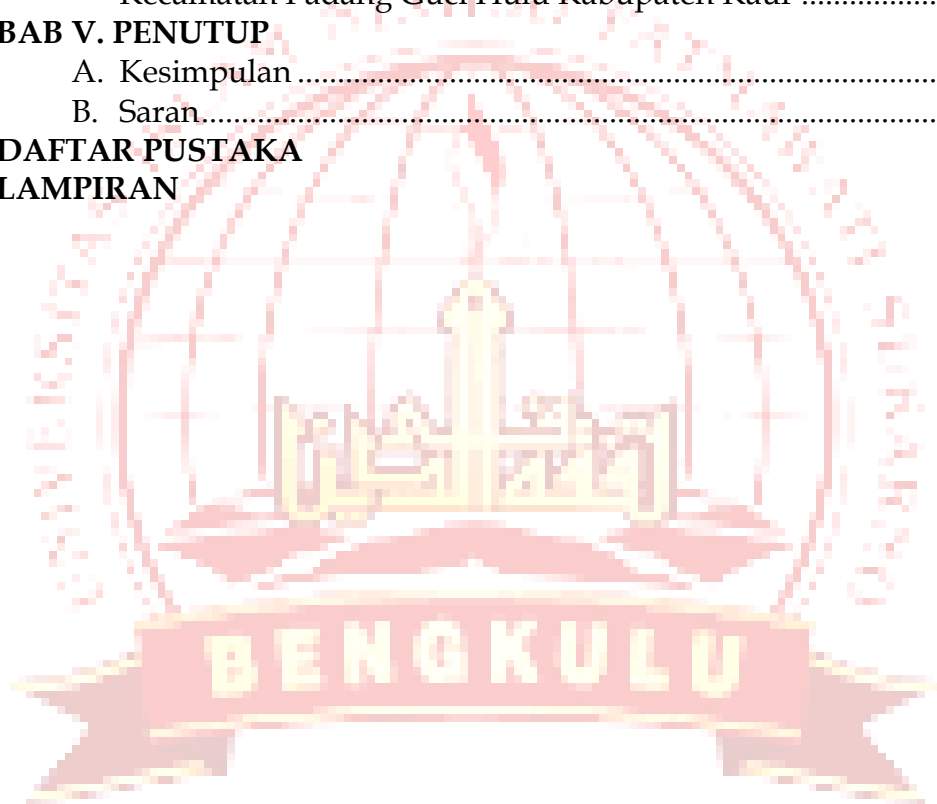 Kecamatan Padang Guci Hulu Kabupaten Kaur ................
BAB V. PENUTUP
A. Kesimpulan ................................................................................
B. Saran............................................................................................
DAFTAR PUSTAKA
LAMPIRAN
BENGKULU